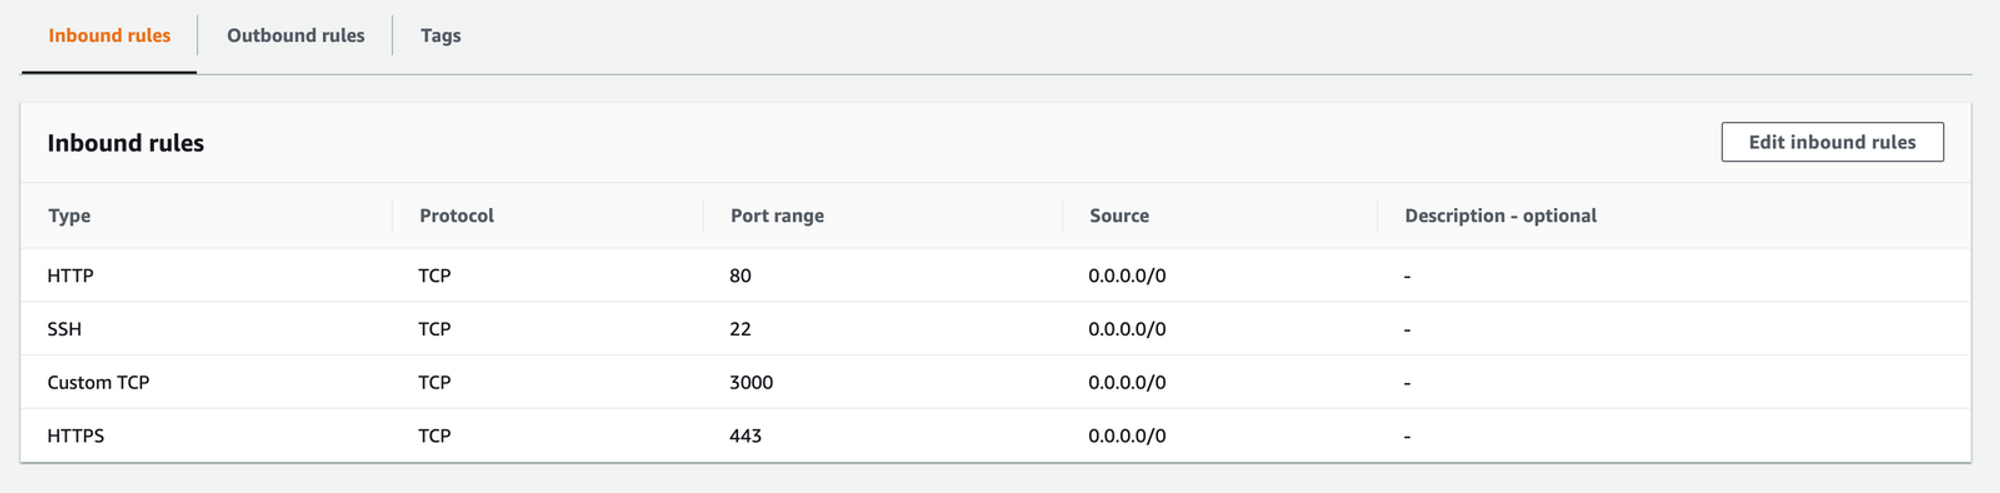 Inbound rules Outbound rules Tags
Inbound rules Edit inbound rules
Type Protocol Port range Source Description - optional
HTTP TCP 80 0.0.0.0/0 -
SSH TCP 22 0.0.0.0/0 -
Custom TCP TCP 3000 0.0.0.0/0 -
HTTPS TCP 443 0.0.0.0/0 -